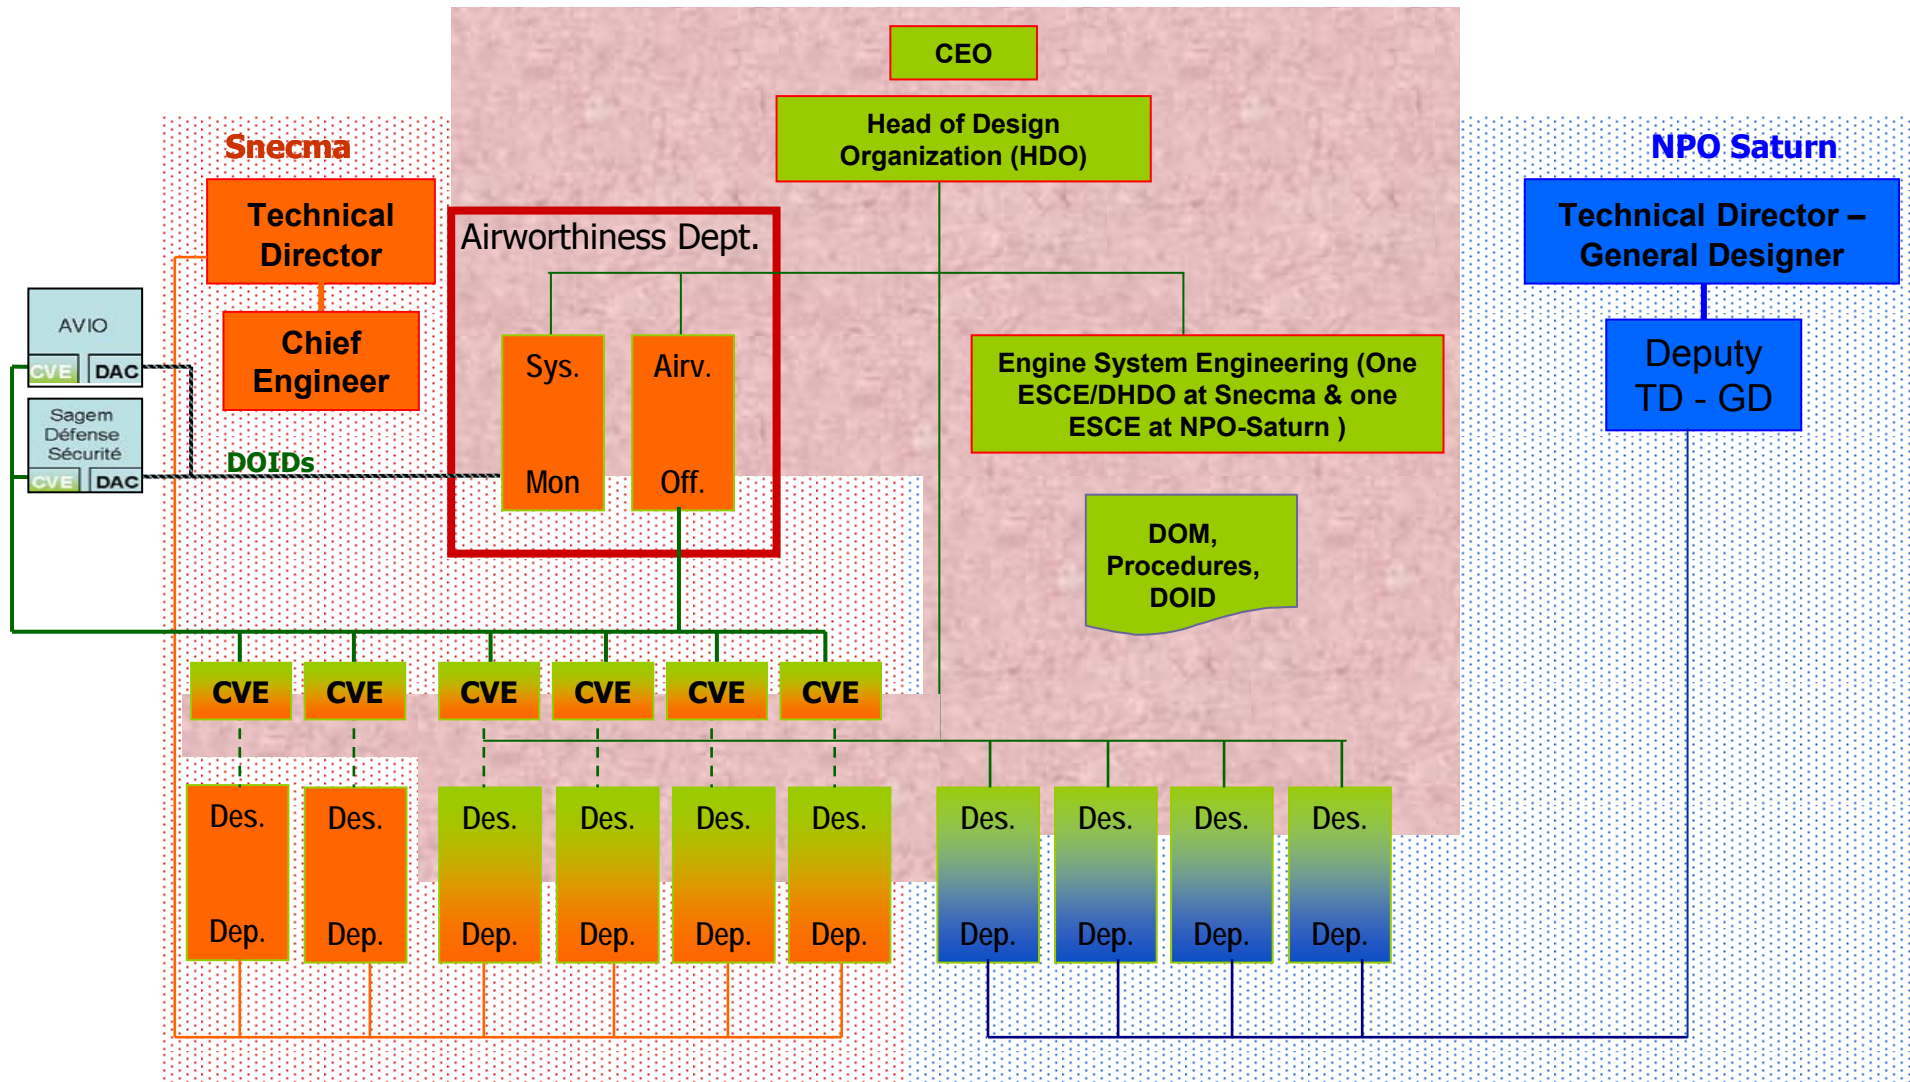 CEO
Head of Design
Organization (HDO)
Snecma
NPO Saturn
Technical
Director
Technical Director –
General Designer
Airworthiness Dept.
Chief
Engineer
Deputy
TD - GD
AVIO
CVE
DAC
Sagem
Défense
Sécurité
CVE
DAC
DOIDs
Sys.
Mon
Airv.
Off.
Engine System Engineering (One
ESCE/DHDO at Snecma & one
ESCE at NPO-Saturn )
DOM,
Procedures,
DOID
CVE
CVE
CVE
CVE
CVE
CVE
Des.
Dep.
Des.
Dep.
Des.
Dep.
Des.
Dep.
Des.
Dep.
Des.
Dep.
Des.
Dep.
Des.
Dep.
Des.
Dep.
Des.
Dep.